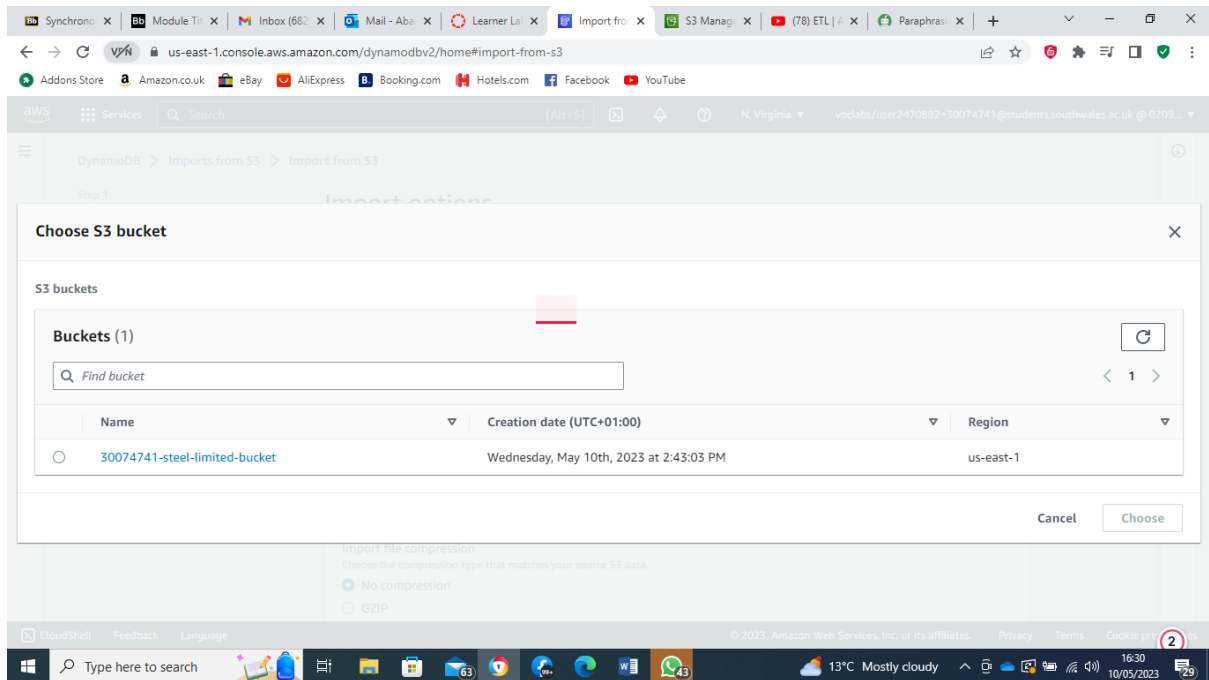 Synchrono
Module Tit
Inbox (682
Mail - Abai
Learner La
Import fro
S3 Manage
(78) ETL | A
Paraphrasi
VPN us-east-1.console.aws.amazon.com/dynamodbv2/home#import-from-s3
Addons Store Amazon.co.uk eBay AliExpress Booking.com Hotels.com Facebook YouTube
aws Services Search [Alt+S] N. Virginia voclabs/user2470882=30074741@students.southwales.ac.uk @ 0209...
DynamoDB > Imports from S3 > Import from S3
Step 1
Import options
Choose S3 bucket
S3 buckets
Buckets (1)
Find bucket
< 1 >
Name Creation date (UTC+01:00) Region
30074741-steel-limited-bucket Wednesday, May 10th, 2023 at 2:43:03 PM us-east-1
Cancel Choose
Import file compression
Choose the compression type that matches your source S3 data.
No compression
GZIP
CloudShell Feedback Language © 2023, Amazon Web Services, Inc. or its affiliates. Privacy Terms Cookie
2
Type here to search 63 99+ 43 13°C Mostly cloudy 16:30
10/05/2023 29